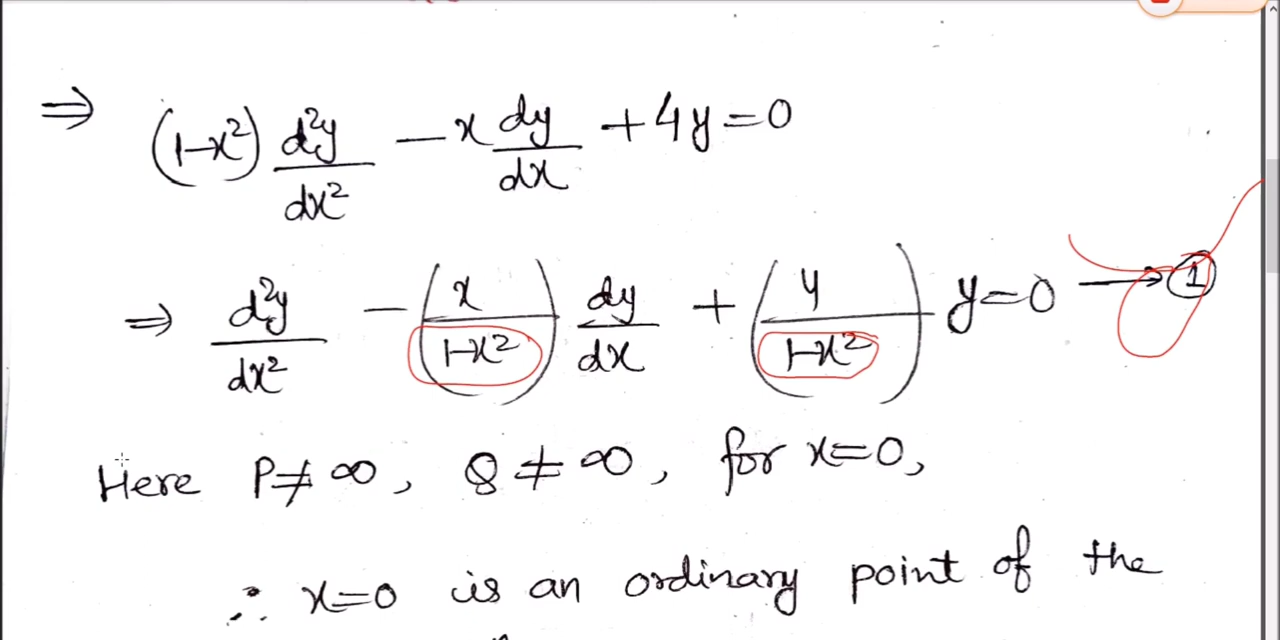 ⇒ (1-x²) d²y/dx² - x dy/dx + 4y = 0
⇒ d²y/dx² - (x/1-x²) dy/dx + (4/1-x²) y = 0 → ①
Here P ≠ ∞, Q ≠ ∞, for x = 0,
∴ x = 0 is an ordinary point of the